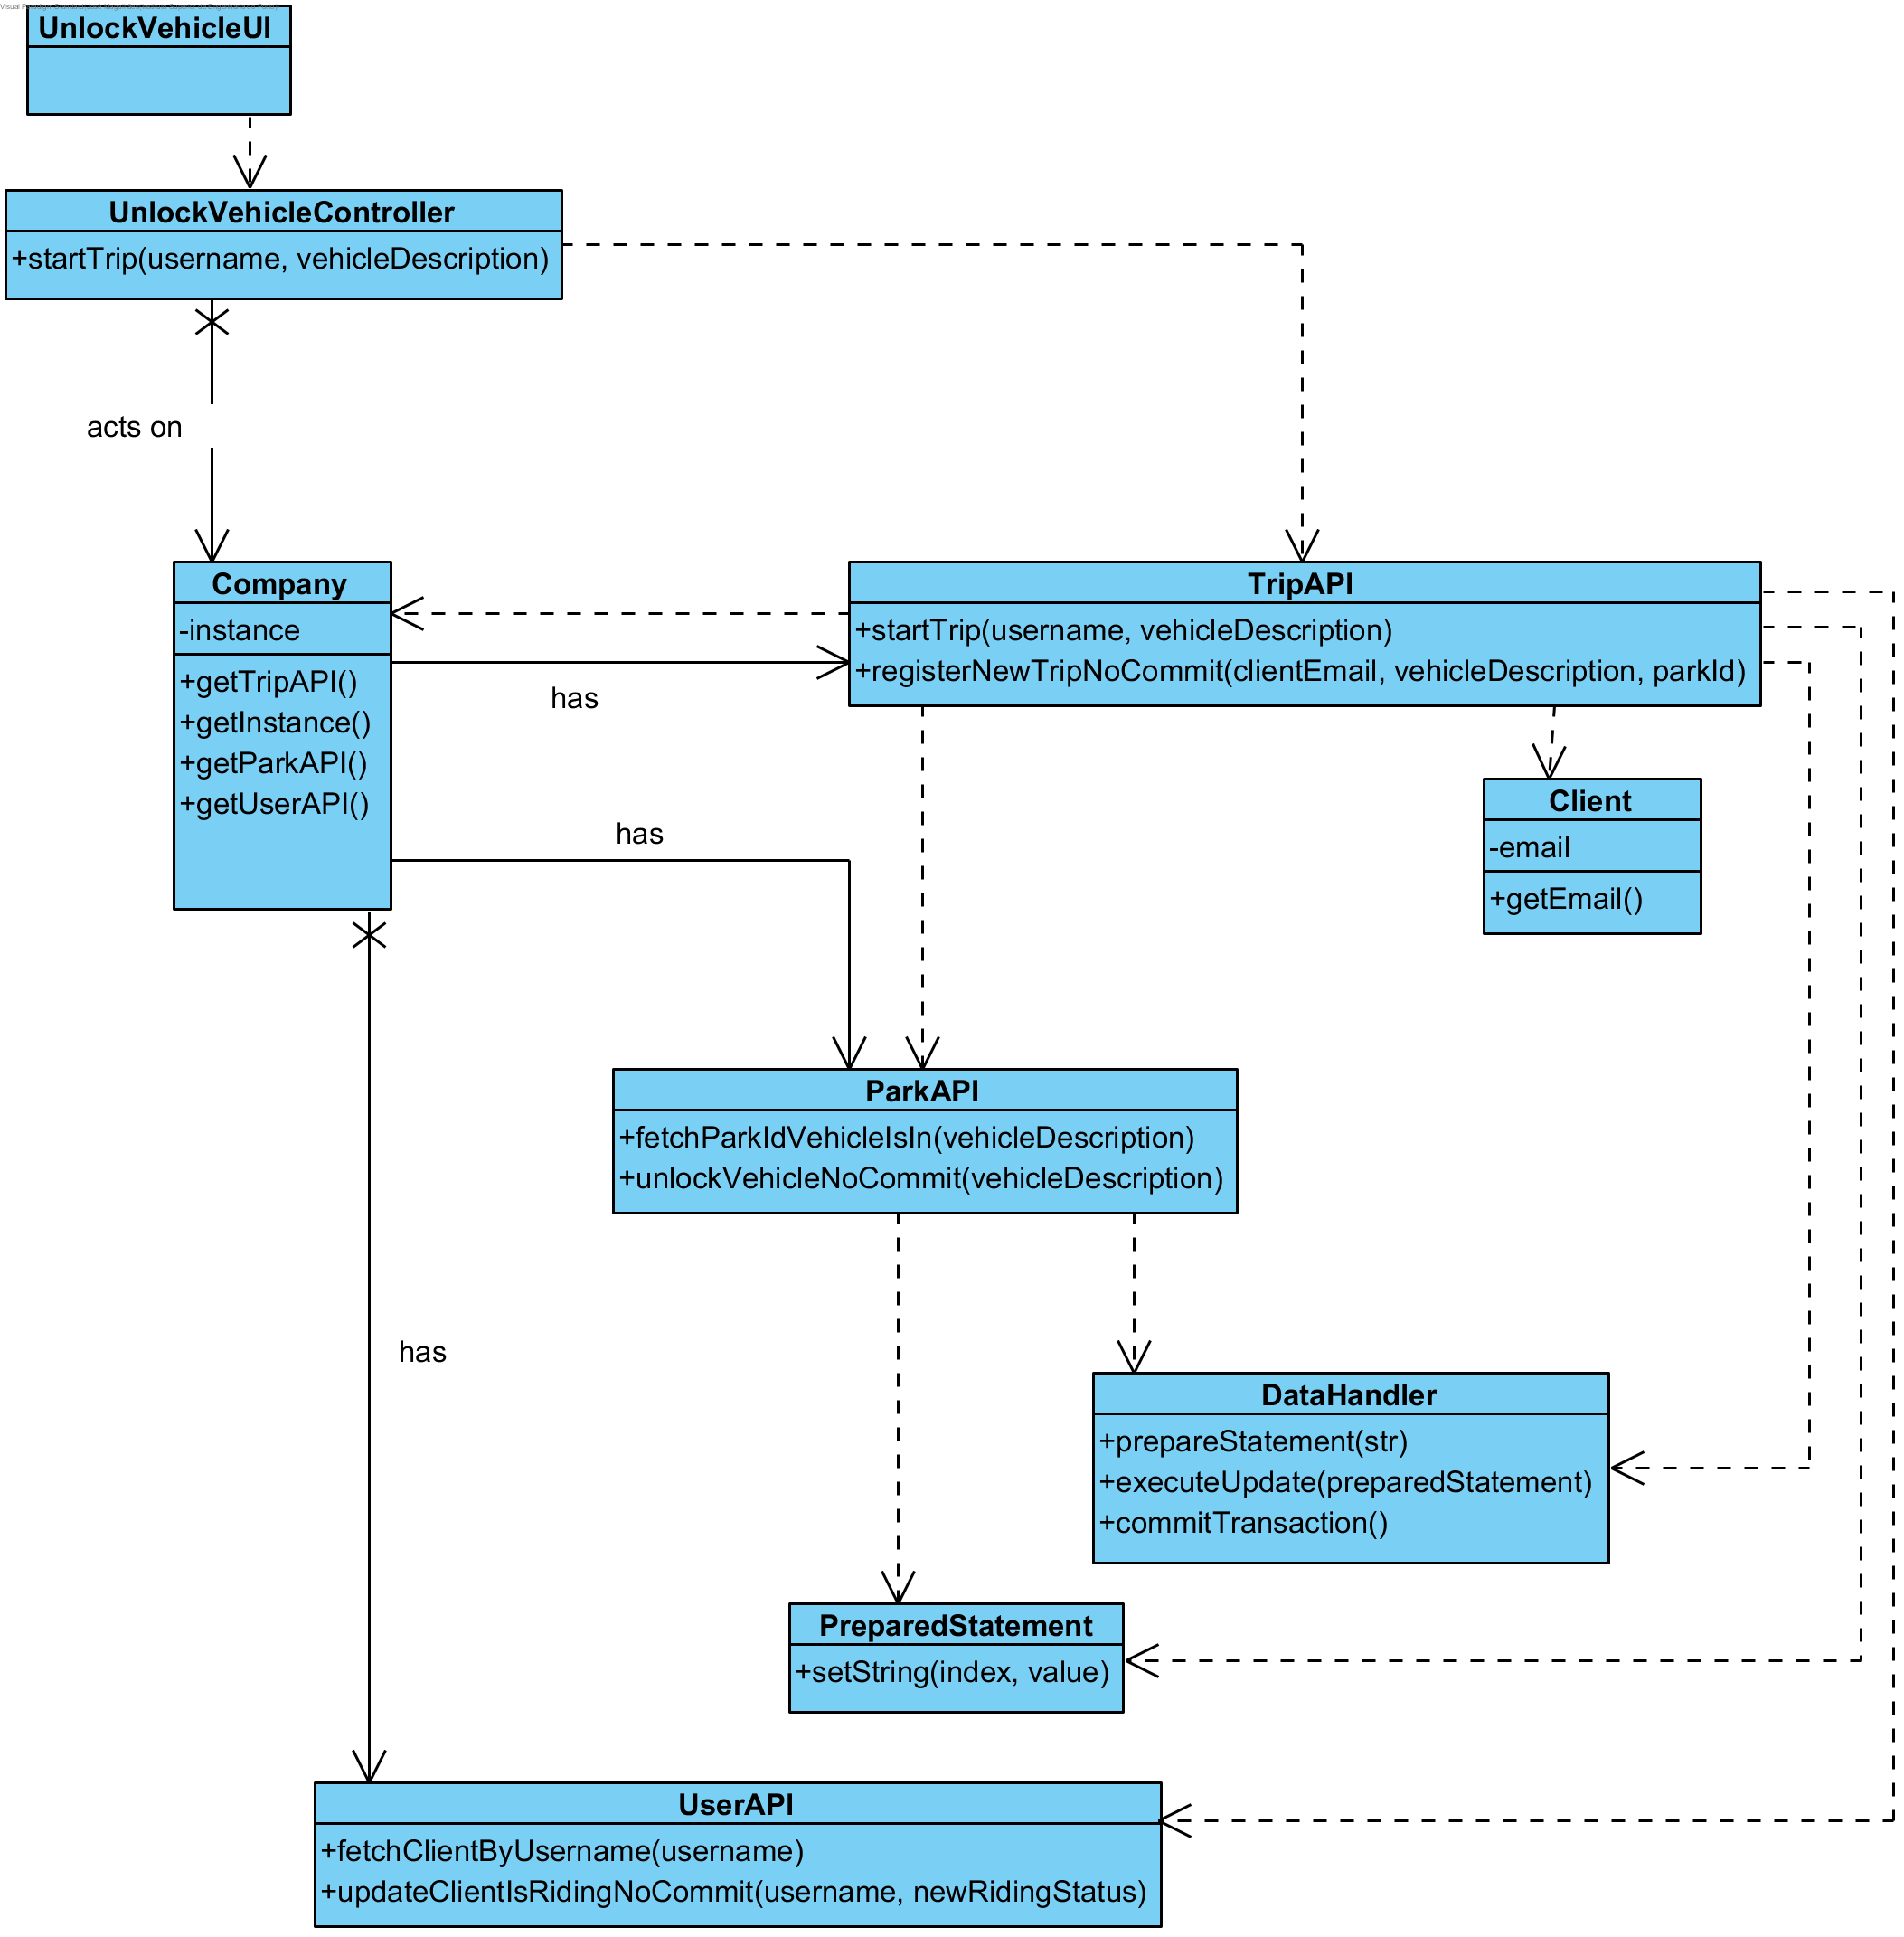 UnlockVehicleUI
UnlockVehicleController
+startTrip(username, vehicleDescription)
acts on
Company
-instance
+getTripAPI()
+getInstance()
+getParkAPI()
+getUserAPI()
has
TripAPI
+startTrip(username, vehicleDescription)
+registerNewTripNoCommit(clientEmail, vehicleDescription, parkId)
Client
-email
+getEmail()
has
ParkAPI
+fetchParkIdVehicleIsIn(vehicleDescription)
+unlockVehicleNoCommit(vehicleDescription)
has
DataHandler
+prepareStatement(str)
+executeUpdate(preparedStatement)
+commitTransaction()
PreparedStatement
+setString(index, value)
UserAPI
+fetchClientByUsername(username)
+updateClientIsRidingNoCommit(username, newRidingStatus)